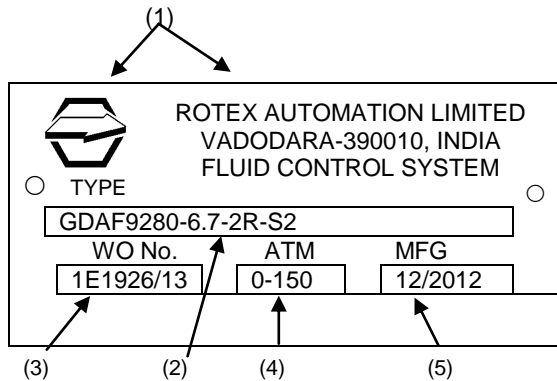 (1)
ROTEX AUTOMATION LIMITED
VADODARA-390010, INDIA
FLUID CONTROL SYSTEM
TYPE
GDAF9280-6.7-2R-S2
WO No. ATM MFG
1E1926/13 0-150 12/2012
(3) (2) (4) (5)